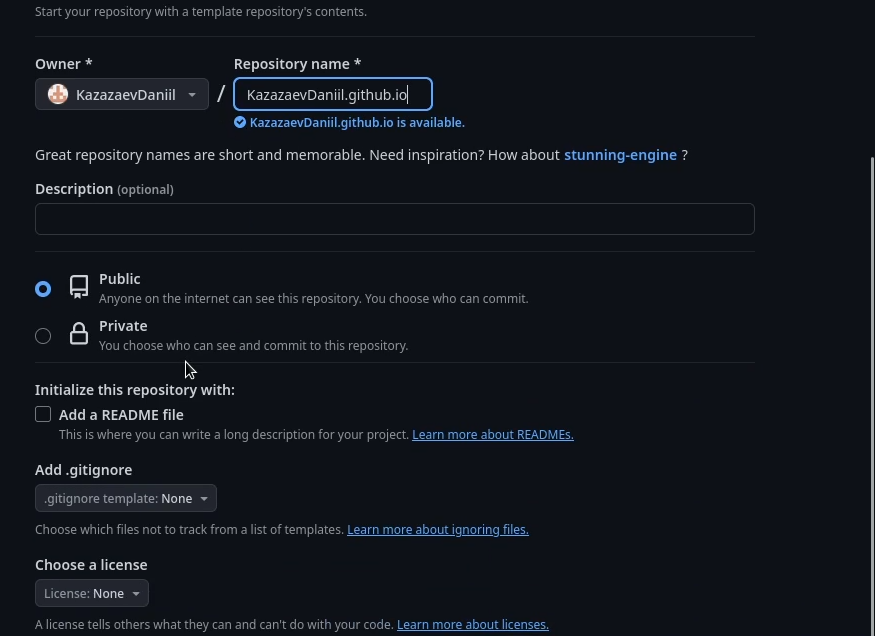 Start your repository with a template repository's contents.
Owner * Repository name *
KazazaevDaniil / KazazaevDaniil.github.io
KazazaevDaniil.github.io is available.
Great repository names are short and memorable. Need inspiration? How about stunning-engine ?
Description (optional)
Public
Anyone on the internet can see this repository. You choose who can commit.
Private
You choose who can see and commit to this repository.
Initialize this repository with:
Add a README file
This is where you can write a long description for your project. Learn more about READMEs.
Add .gitignore
.gitignore template: None
Choose which files not to track from a list of templates. Learn more about ignoring files.
Choose a license
License: None
A license tells others what they can and can't do with your code. Learn more about licenses.